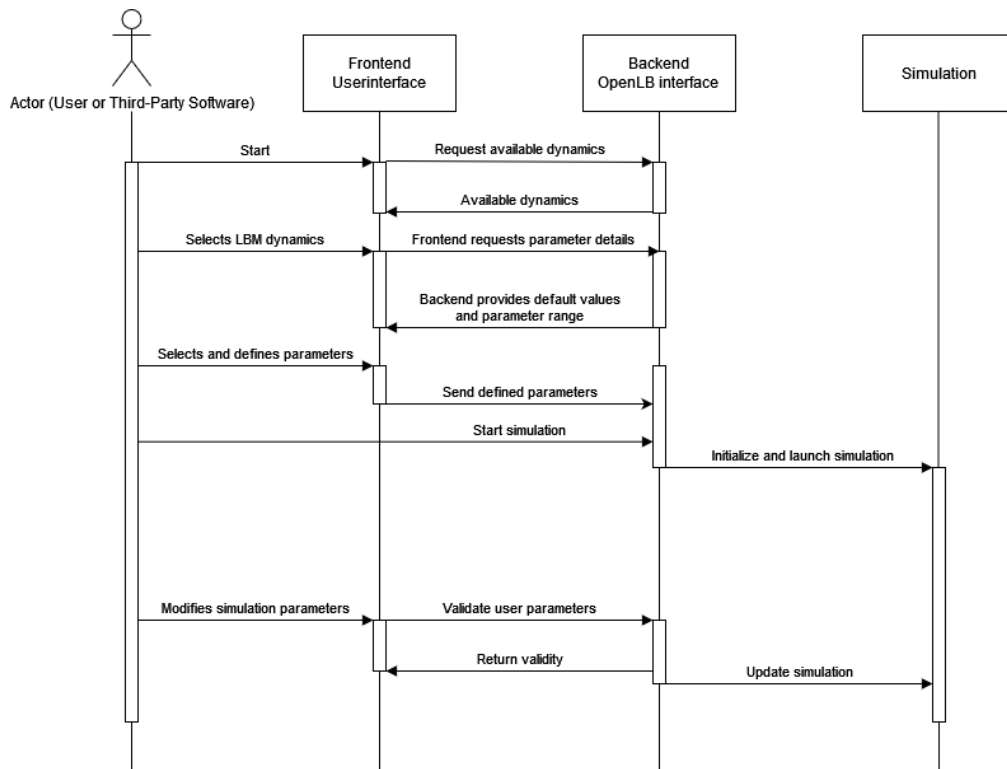 Frontend
Userinterface
Backend
OpenLB interface
Simulation
Actor (User or Third-Party Software)
Start
Request available dynamics
Available dynamics
Selects LBM dynamics
Frontend requests parameter details
Backend provides default values
and parameter range
Selects and defines parameters
Send defined parameters
Start simulation
Initialize and launch simulation
Modifies simulation parameters
Validate user parameters
Return validity
Update simulation